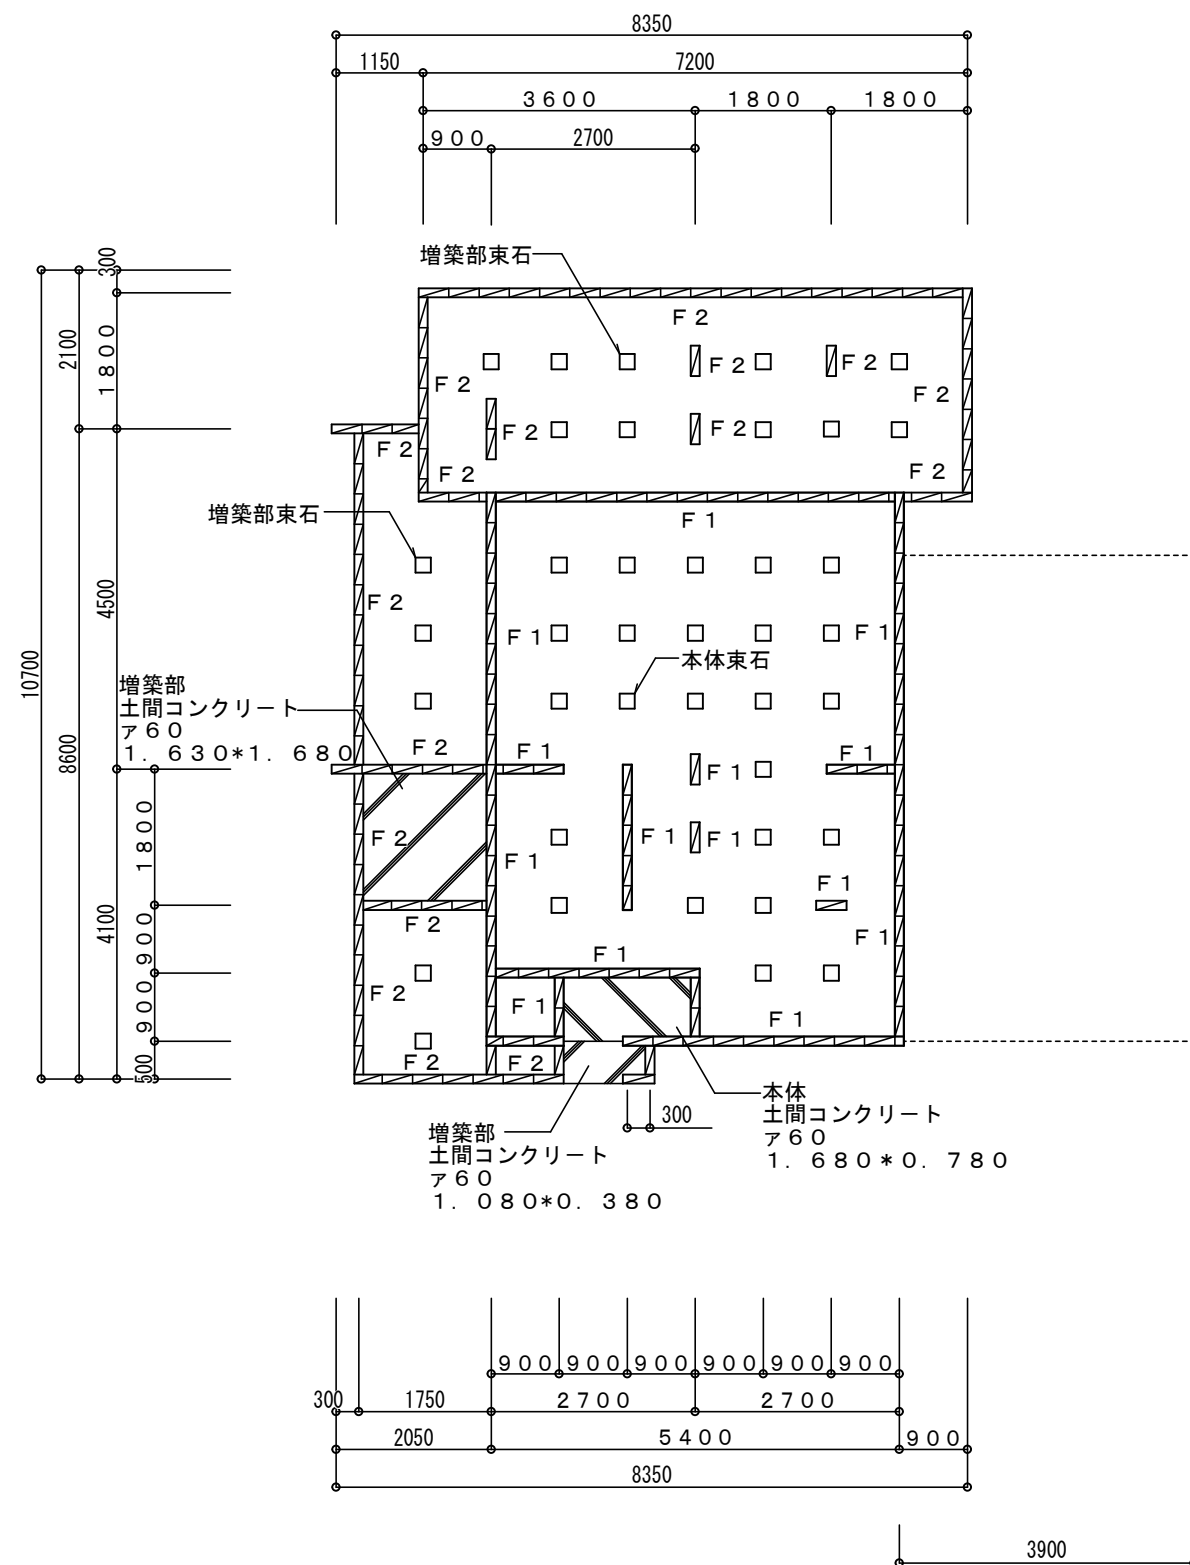 8350
1150
7200
３６００
１８００
１８００
９００
2700
増築部束石
300
2100
１８００
Ｆ２
Ｆ２
Ｆ２
Ｆ２
Ｆ２
Ｆ２
Ｆ２
Ｆ２
Ｆ２
Ｆ２
増築部束石
Ｆ１
4500
Ｆ２
Ｆ１
Ｆ１
本体束石
10700
8600
増築部
土間コンクリート
ァ６０
１．６３０*１．６８０
Ｆ２
Ｆ１
Ｆ１
Ｆ１
１８００
Ｆ２
Ｆ１
Ｆ１
Ｆ１
Ｆ１
4100
９００
Ｆ２
Ｆ１
Ｆ１
９００
Ｆ２
Ｆ１
Ｆ１
500
Ｆ２
Ｆ２
300
本体
土間コンクリート
ァ６０
１．６８０*０．７８０
増築部
土間コンクリート
ァ６０
１．０８０*０．３８０
９００
９００
９００
９００
９００
９００
300
1750
２７００
２７００
2050
５４００
９００
8350
3900